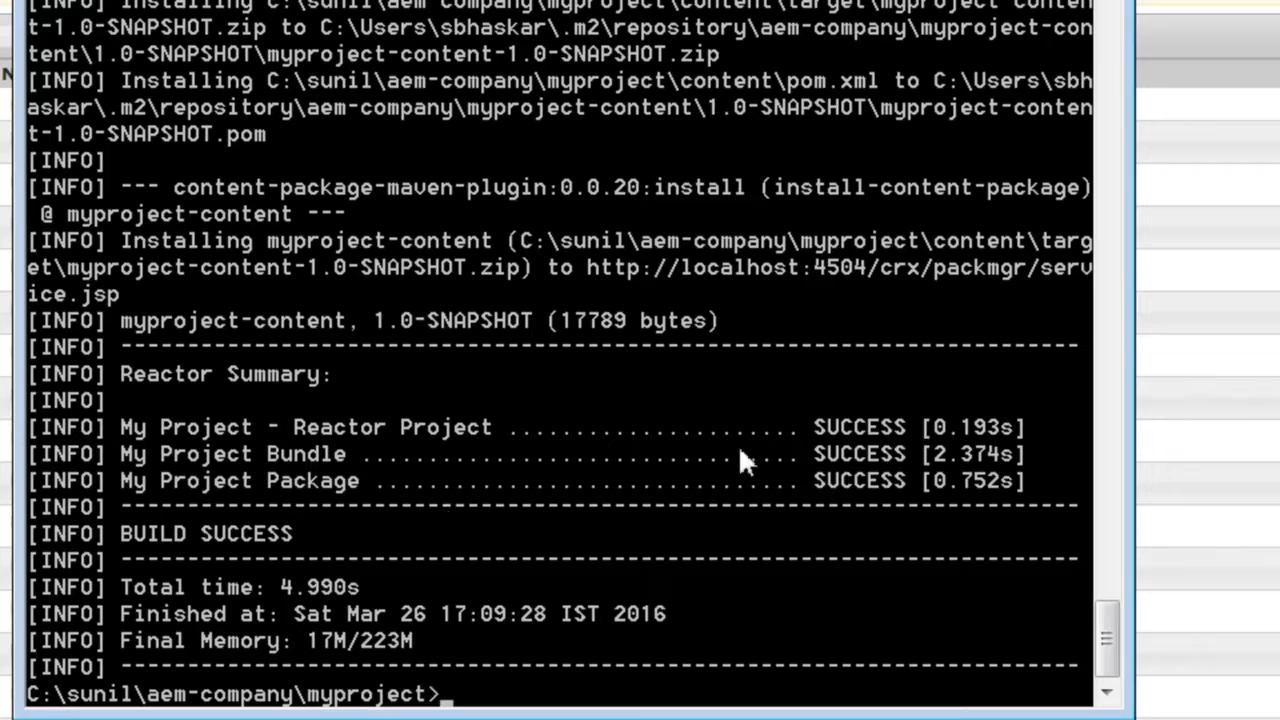 [INFO] Installing C:\sunil\aem-company\myproject\content\target\myproject-conten
t-1.0-SNAPSHOT.zip to C:\Users\sbhaskar\.m2\repository\aem-company\myproject-con
tent\1.0-SNAPSHOT\myproject-content-1.0-SNAPSHOT.zip
[INFO] Installing C:\sunil\aem-company\myproject\content\pom.xml to C:\Users\sbh
askar\.m2\repository\aem-company\myproject-content\1.0-SNAPSHOT\myproject-conten
t-1.0-SNAPSHOT.pom
[INFO]
[INFO] --- content-package-maven-plugin:0.0.20:install (install-content-package)
@ myproject-content ---
[INFO] Installing myproject-content (C:\sunil\aem-company\myproject\content\targ
et\myproject-content-1.0-SNAPSHOT.zip) to http://localhost:4504/crx/packmgr/serv
ice.jsp
[INFO] myproject-content, 1.0-SNAPSHOT (17789 bytes)
[INFO] ------------------------------------------------------------------------
[INFO] Reactor Summary:
[INFO]
[INFO] My Project - Reactor Project ...................... SUCCESS [0.193s]
[INFO] My Project Bundle ................................. SUCCESS [2.374s]
[INFO] My Project Package ................................ SUCCESS [0.752s]
[INFO] ------------------------------------------------------------------------
[INFO] BUILD SUCCESS
[INFO] ------------------------------------------------------------------------
[INFO] Total time: 4.990s
[INFO] Finished at: Sat Mar 26 17:09:28 IST 2016
[INFO] Final Memory: 17M/223M
[INFO] ------------------------------------------------------------------------
C:\sunil\aem-company\myproject>_